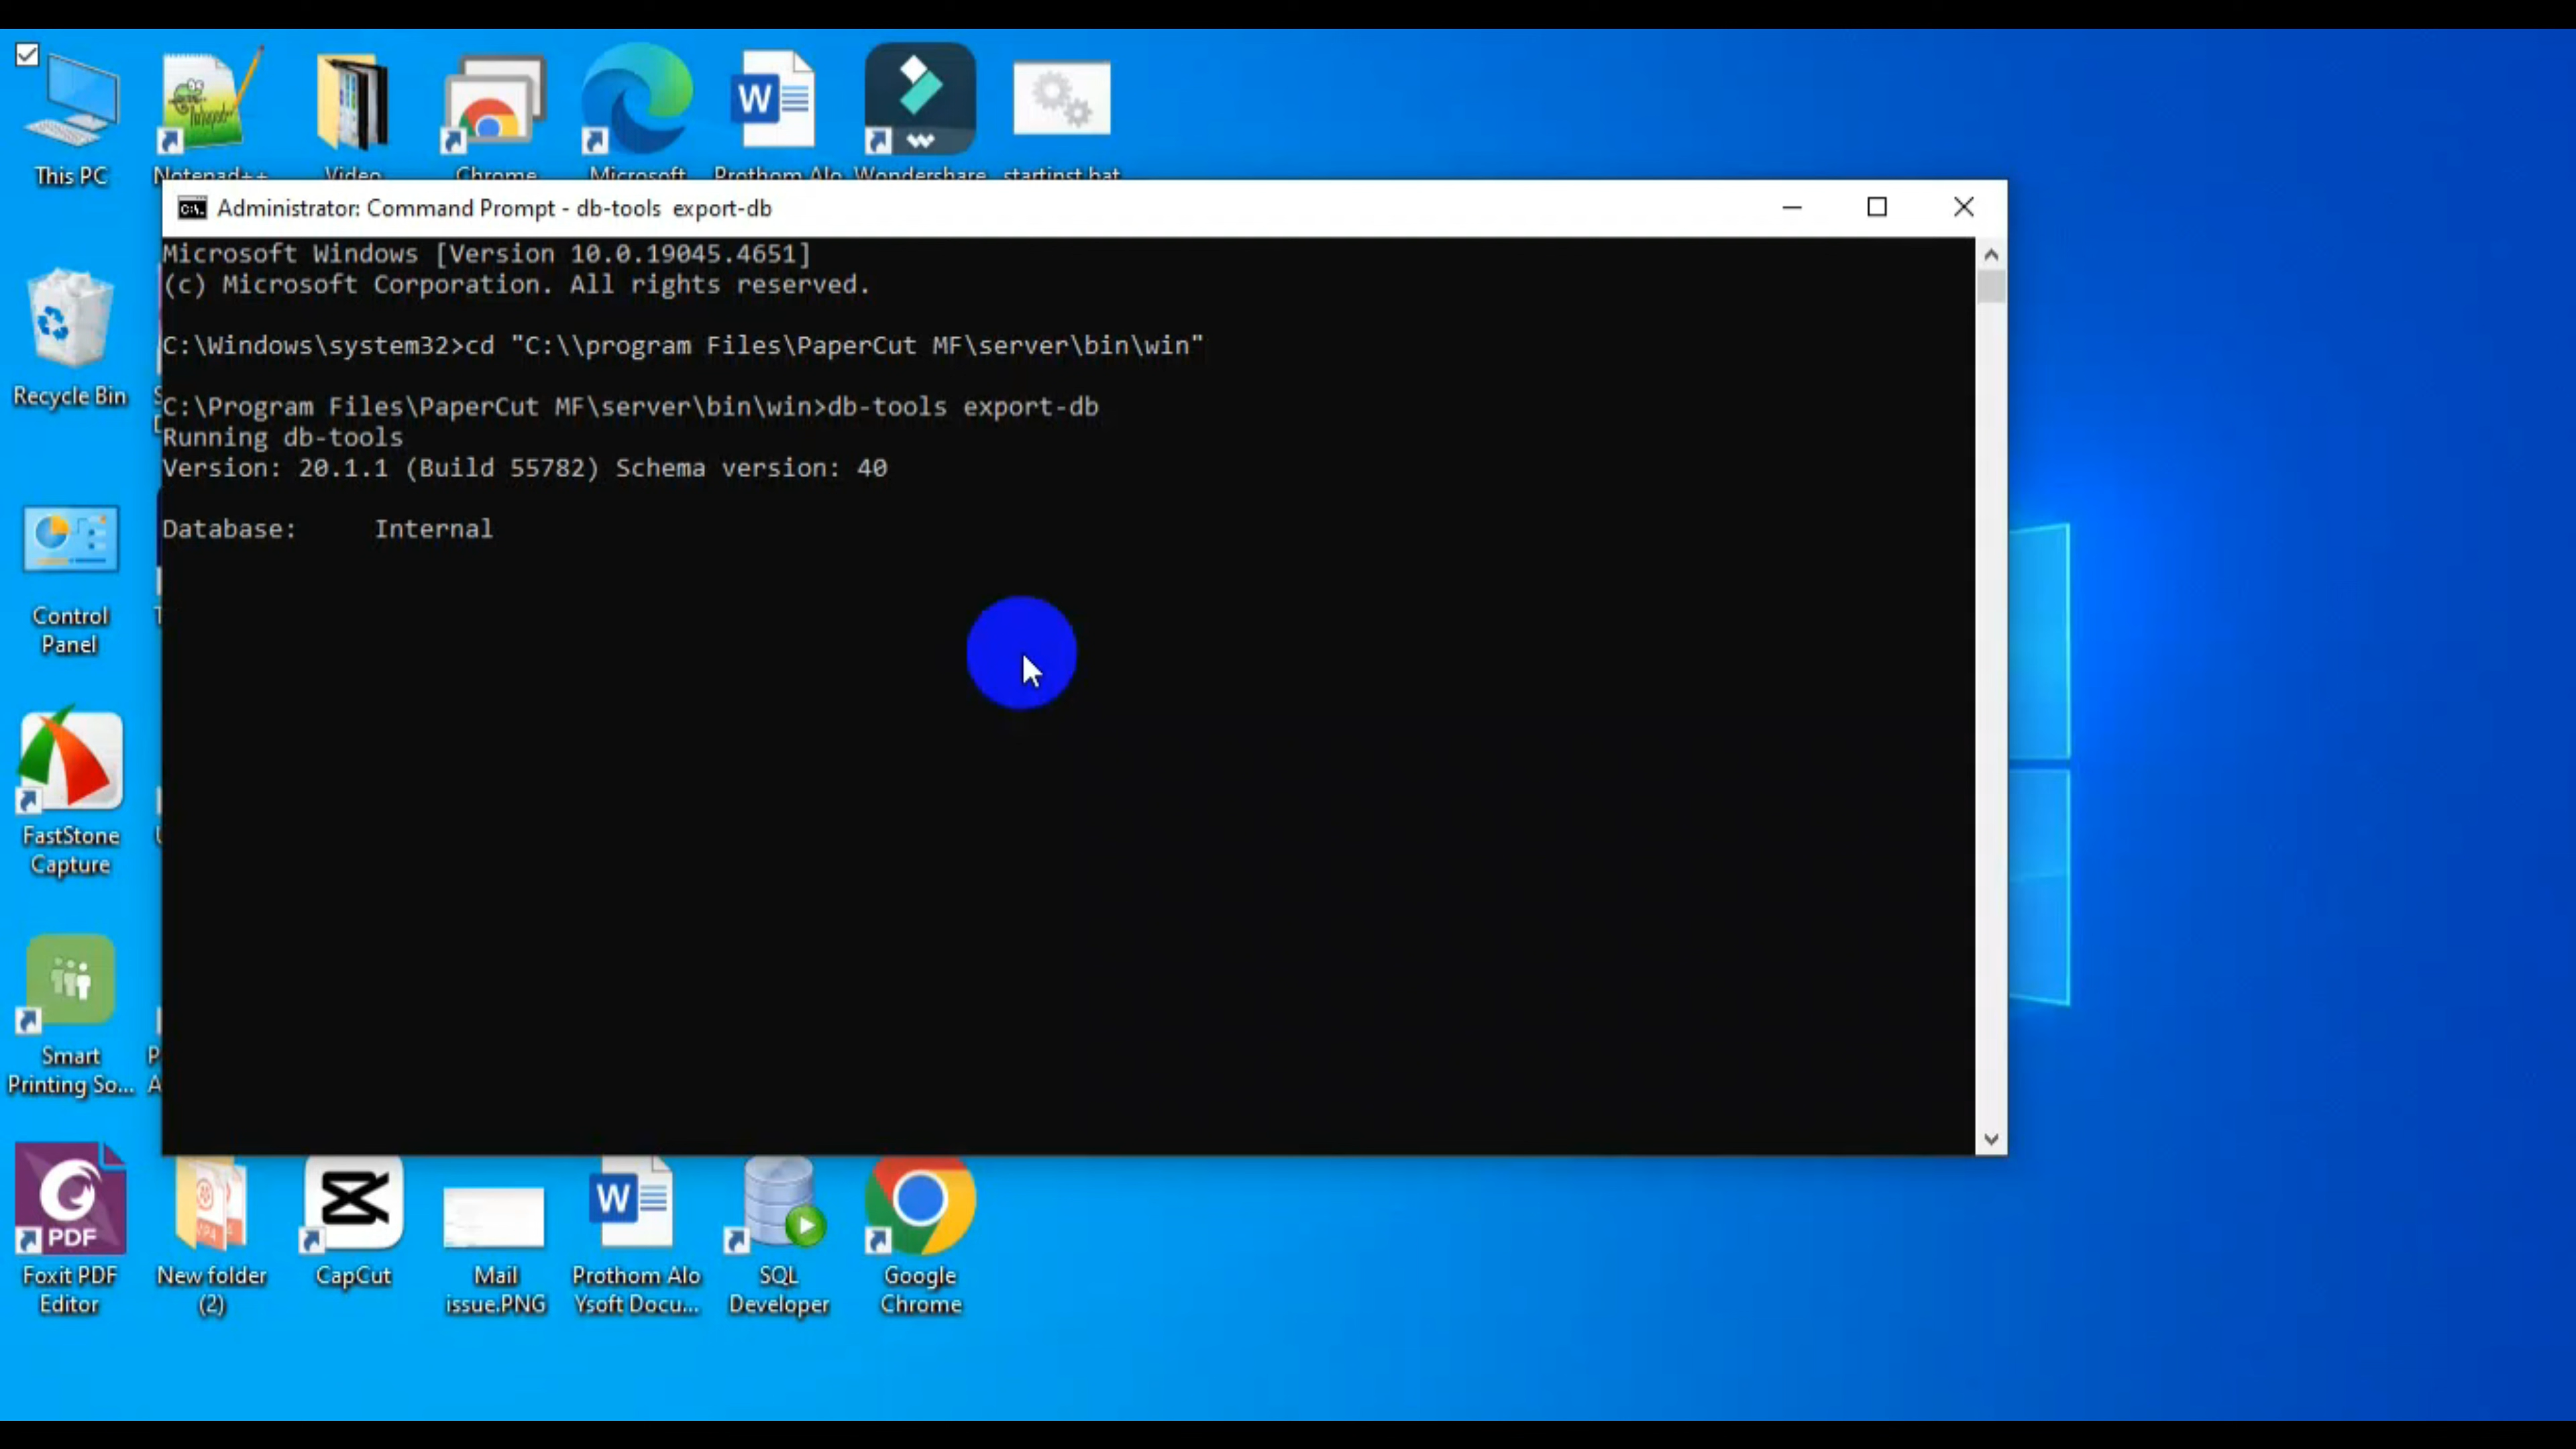 This PC
Notepad++
Video
Chrome
Microsoft
Prothom Alo
Wondershare
startinst.bat
Administrator: Command Prompt - db-tools  export-db
Microsoft Windows [Version 10.0.19045.4651]
(c) Microsoft Corporation. All rights reserved.
C:\Windows\system32>cd "C:\\program Files\PaperCut MF\server\bin\win"
C:\Program Files\PaperCut MF\server\bin\win>db-tools export-db
Running db-tools
Version: 20.1.1 (Build 55782) Schema version: 40
Database:     Internal
Recycle Bin
Control
Panel
FastStone
Capture
Smart
Printing So...
PDF
Foxit PDF
Editor
New folder
(2)
CapCut
Mail
issue.PNG
W
Prothom Alo
Ysoft Docu...
SQL
Developer
Google
Chrome